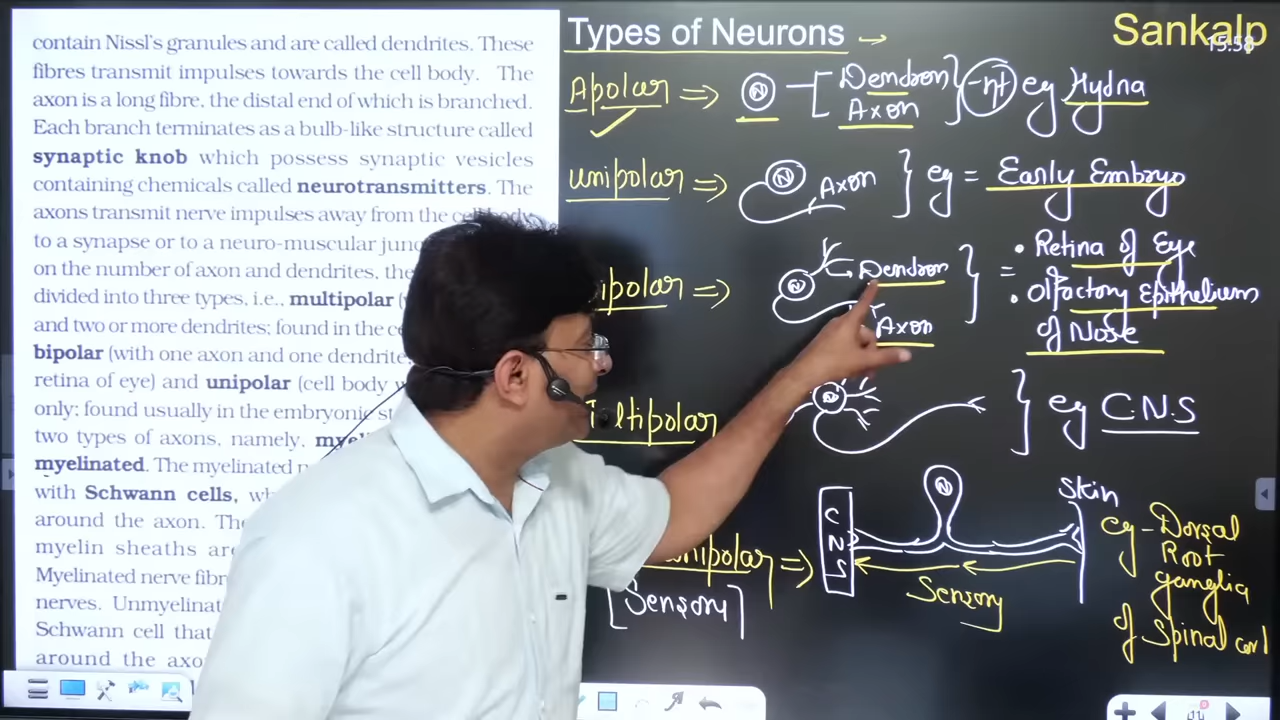 contain Nissl's granules and are called dendrites. These
fibres transmit impulses towards the cell body. The
axon is a long fibre, the distal end of which is branched.
Each branch terminates as a bulb-like structure called
synaptic knob which possess synaptic vesicles
containing chemicals called neurotransmitters. The
axons transmit nerve impulses away from the cell body
to a synapse or to a neuro-muscular
on the number of axon and dendrites, the
divided into three types, i.e., multipolar (
and two or more dendrites; found in the
bipolar (with one axon and one dendrite
retina of eye) and unipolar (cell body
only; found usually in the embryonic
two types of axons, namely,
myelinated. The myelinated
with Schwann cells,
around the axon.
myelin sheaths
Myelinated nerve
nerves.
Schwann cell that
around the
Types of Neurons
Sankalp
15:58
Apolar ⇒ N [ Dendron Axon } -nt eg Hydra
unipolar ⇒ N Axon } eg = Early Embryo
⇒ N Dendron Axon } = • Retina of Eye
• Olfactory Epithelium
of Nose
N } eg C.N.S
⇒ CNS N Skin
Sensory
[Sensory]
eg - Dorsal
Root
ganglia
of Spinal cord